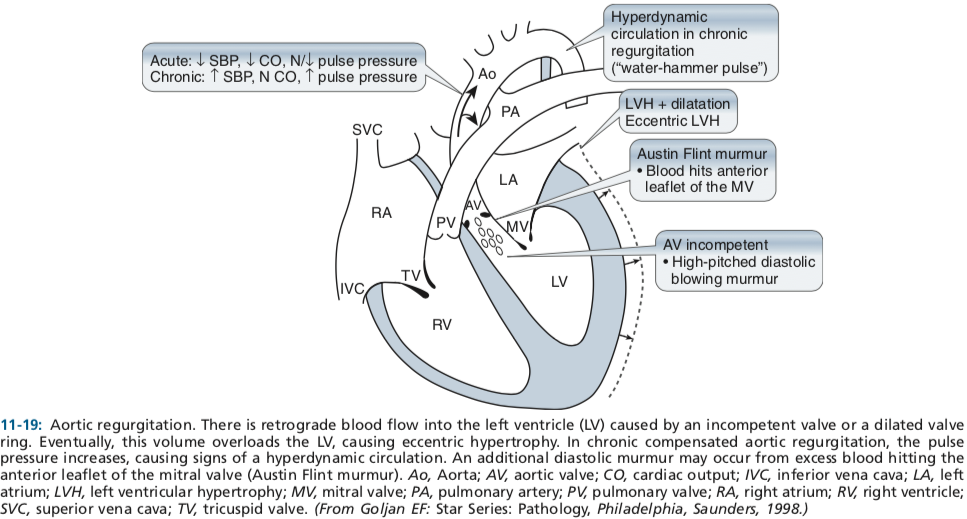 Hyperdynamic
circulation in chronic
regurgitation
(“water-hammer pulse”)
Acute: ↓ SBP, ↓ CO, N/↓ pulse pressure
Chronic: ↑ SBP, N CO, ↑ pulse pressure
Ao
PA
LVH + dilatation
Eccentric LVH
SVC
Austin Flint murmur
• Blood hits anterior
leaflet of the MV
LA
RA
AV
PV
MV
AV incompetent
• High-pitched diastolic
blowing murmur
TV
LV
IVC
RV
11-19: Aortic regurgitation. There is retrograde blood flow into the left ventricle (LV) caused by an incompetent valve or a dilated valve
ring. Eventually, this volume overloads the LV, causing eccentric hypertrophy. In chronic compensated aortic regurgitation, the pulse
pressure increases, causing signs of a hyperdynamic circulation. An additional diastolic murmur may occur from excess blood hitting the
anterior leaflet of the mitral valve (Austin Flint murmur). Ao, Aorta; AV, aortic valve; CO, cardiac output; IVC, inferior vena cava; LA, left
atrium; LVH, left ventricular hypertrophy; MV, mitral valve; PA, pulmonary artery; PV, pulmonary valve; RA, right atrium; RV, right ventricle;
SVC, superior vena cava; TV, tricuspid valve. (From Goljan EF: Star Series: Pathology, Philadelphia, Saunders, 1998.)